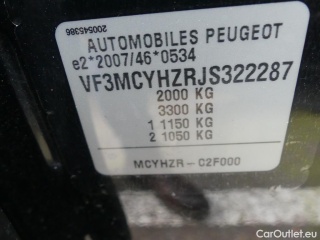 200545386
AUTOMOBILES PEUGEOT
e2*2007/46*0534
VF3MCYHZRJS322287
2000 KG
3300 KG
1 1150 KG
2 1050 KG
MCYHZR - C2F000
CarOutlet.eu